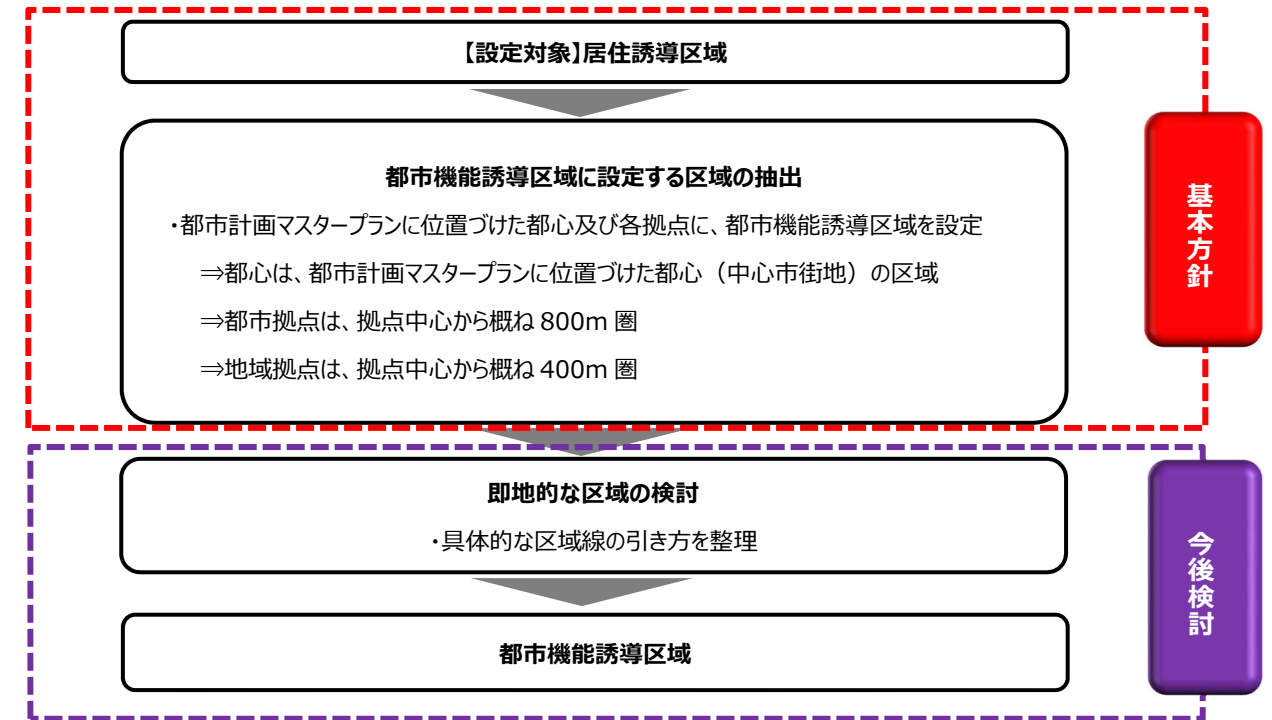 【設定対象】居住誘導区域
都市機能誘導区域に設定する区域の抽出
・都市計画マスタープランに位置づけた都心及び各拠点に、都市機能誘導区域を設定
⇒都心は、都市計画マスタープランに位置づけた都心（中心市街地）の区域
⇒都市拠点は、拠点中心から概ね 800m 圏
⇒地域拠点は、拠点中心から概ね 400m 圏
基本方針
即地的な区域の検討
・具体的な区域線の引き方を整理
都市機能誘導区域
今後検討